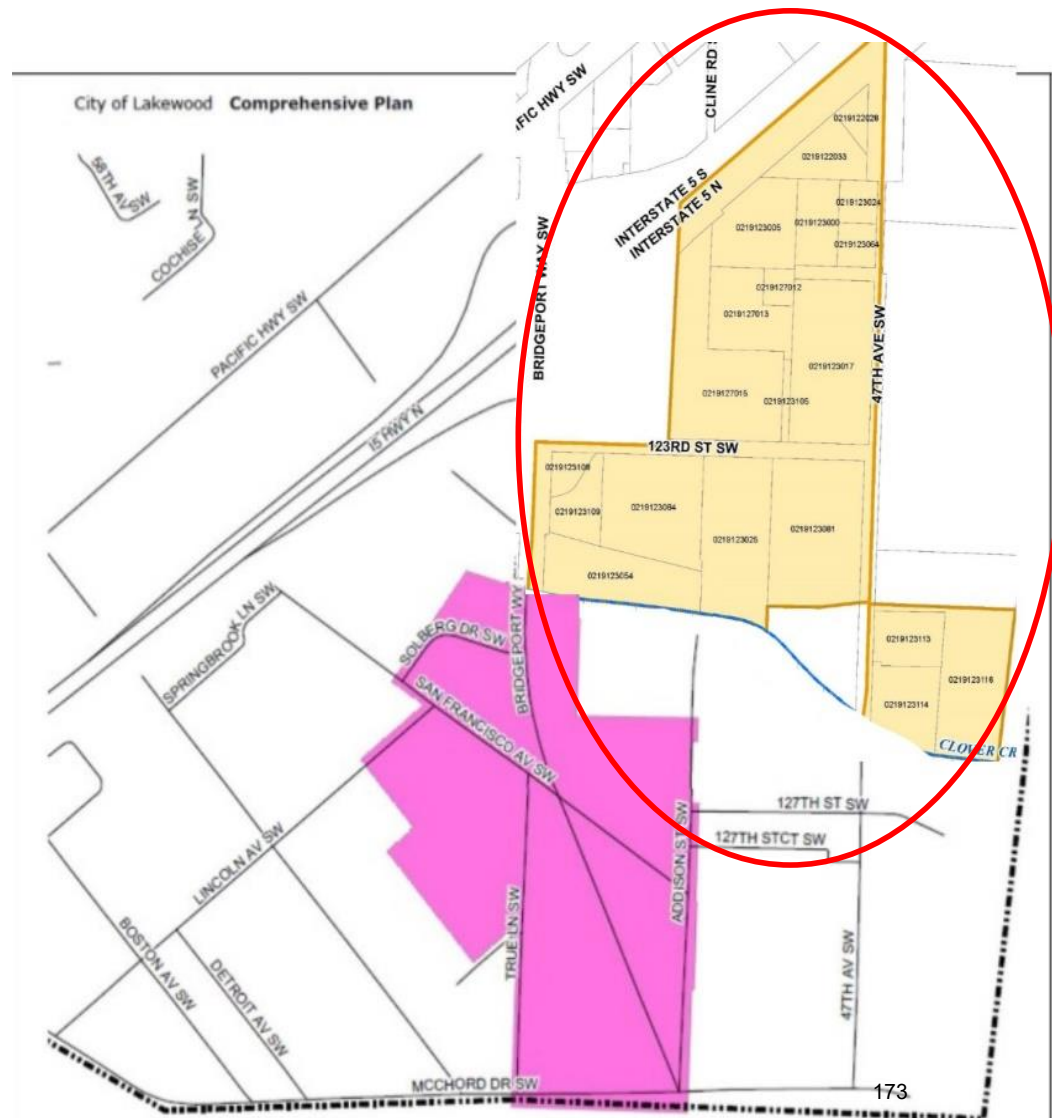 City of Lakewood Comprehensive Plan
IFIC HWY SW
CLINE RD S
58TH AV SW
COCHISE LN SW
PACIFIC HWY SW
I5 HWY N
INTERSTATE 5 S
INTERSTATE 5 N
BRIDGEPORT WAY SW
47TH AVE SW
0219122028
0219122033
0219123024
0219123005
0219123000
0219123064
0219127012
0219127013
0219123017
0219127015
0219123105
123RD ST SW
0219123108
0219123109
0219123084
0219123026
0219123081
0219123054
0219123113
0219123116
0219123114
CLOVER CR
SPRINGBROOK LN SW
SOLBERG DR SW
BRIDGEPORT WY
SAN FRANCISCO AV SW
LINCOLN AV SW
BOSTON AV SW
DETROIT AV SW
TRUE LN SW
ADDISON ST SW
127TH ST SW
127TH STCT SW
47TH AV SW
MCCHORD DR SW
173